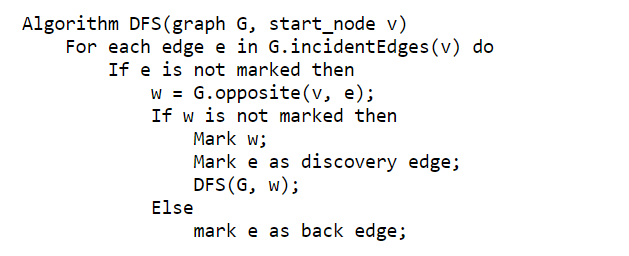 Algorithm DFS(graph G, start_node v)
    For each edge e in G.incidentEdges(v) do
        If e is not marked then
            w = G.opposite(v, e);
            If w is not marked then
                Mark w;
                Mark e as discovery edge;
                DFS(G, w);
            Else
                mark e as back edge;